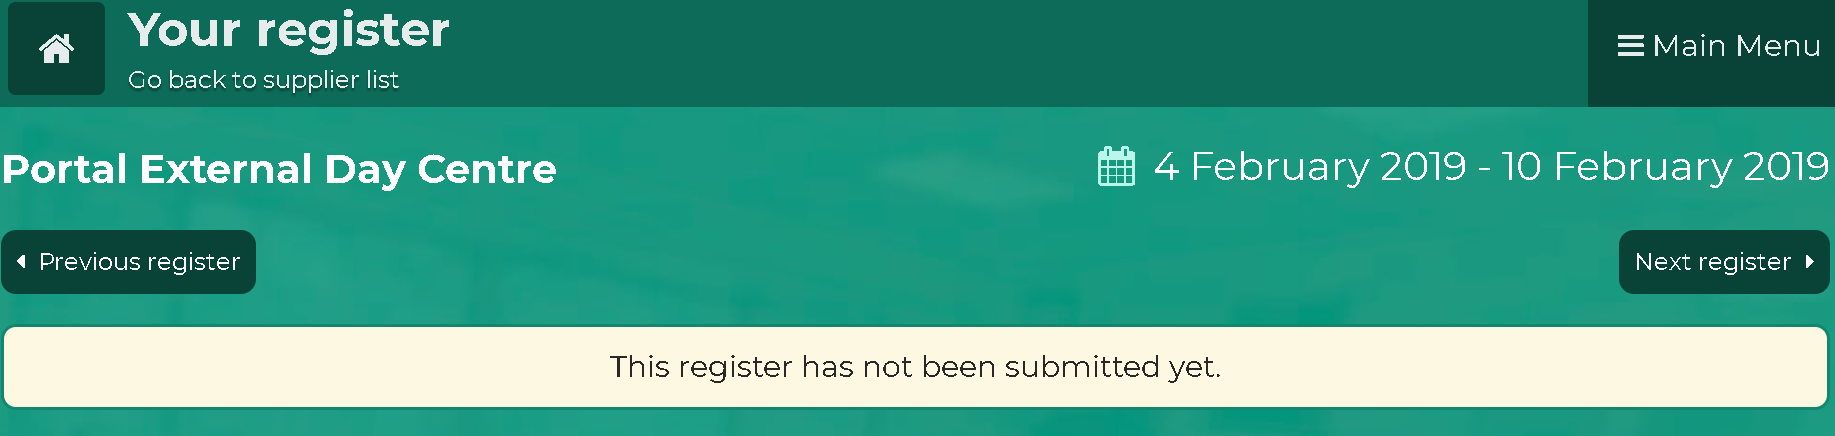 Your register
Go back to supplier list
Main Menu
Portal External Day Centre
4 February 2019 - 10 February 2019
Previous register
Next register
This register has not been submitted yet.